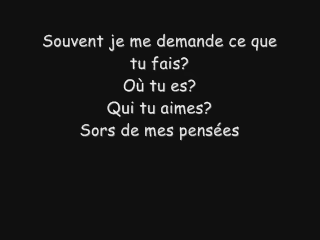 Souvent je me demande ce que
tu fais?
Où tu es?
Qui tu aimes?
Sors de mes pensées